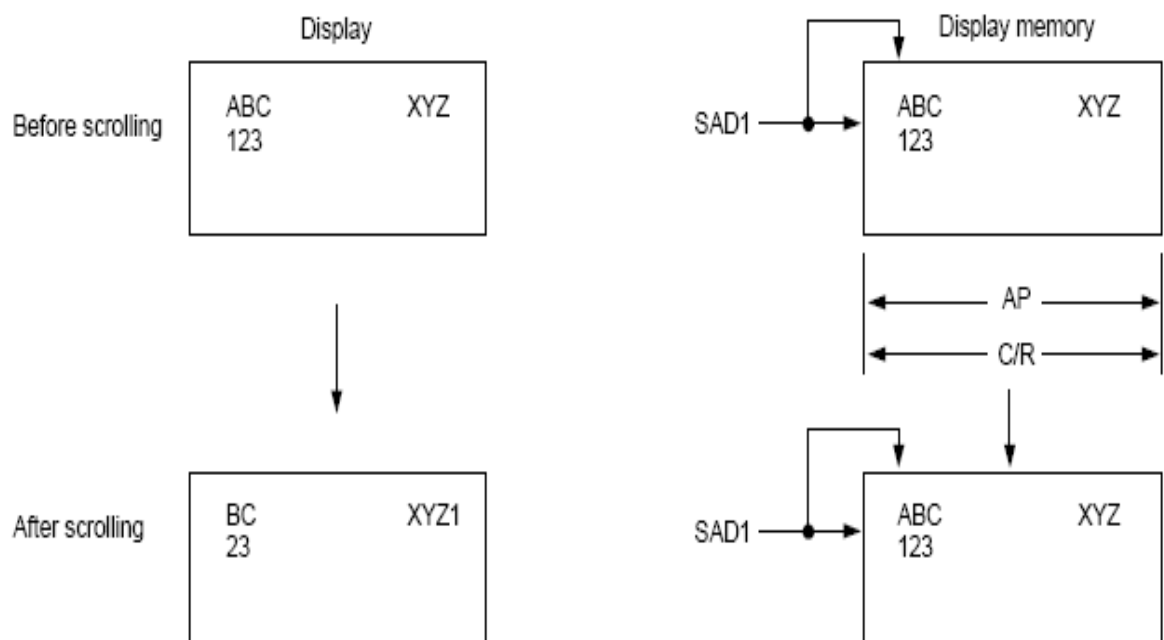 Display
Display memory
Before scrolling
ABC XYZ
123
SAD1
ABC XYZ
123
AP
C/R
After scrolling
BC XYZ1
23
SAD1
ABC XYZ
123